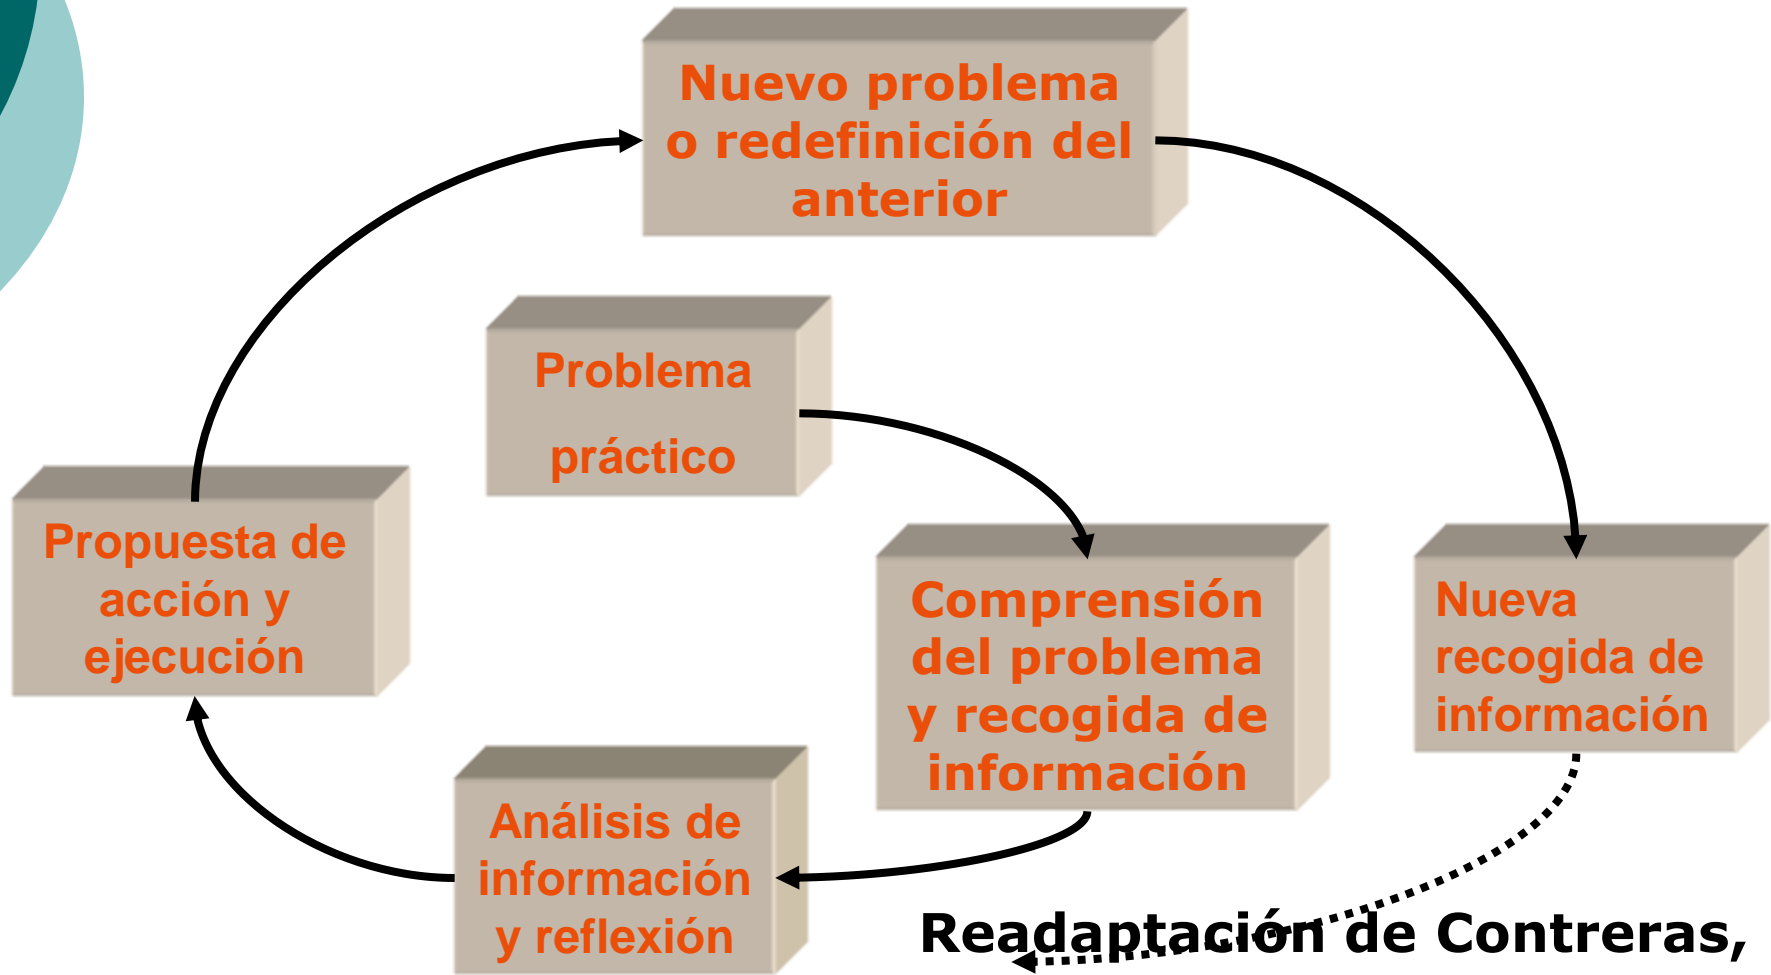 Nuevo problema
o redefinición del
anterior
Problema
práctico
Propuesta de
acción y
ejecución
Comprensión
del problema
y recogida de
información
Nueva
recogida de
información
Análisis de
información
y reflexión
Readaptación de Contreras,